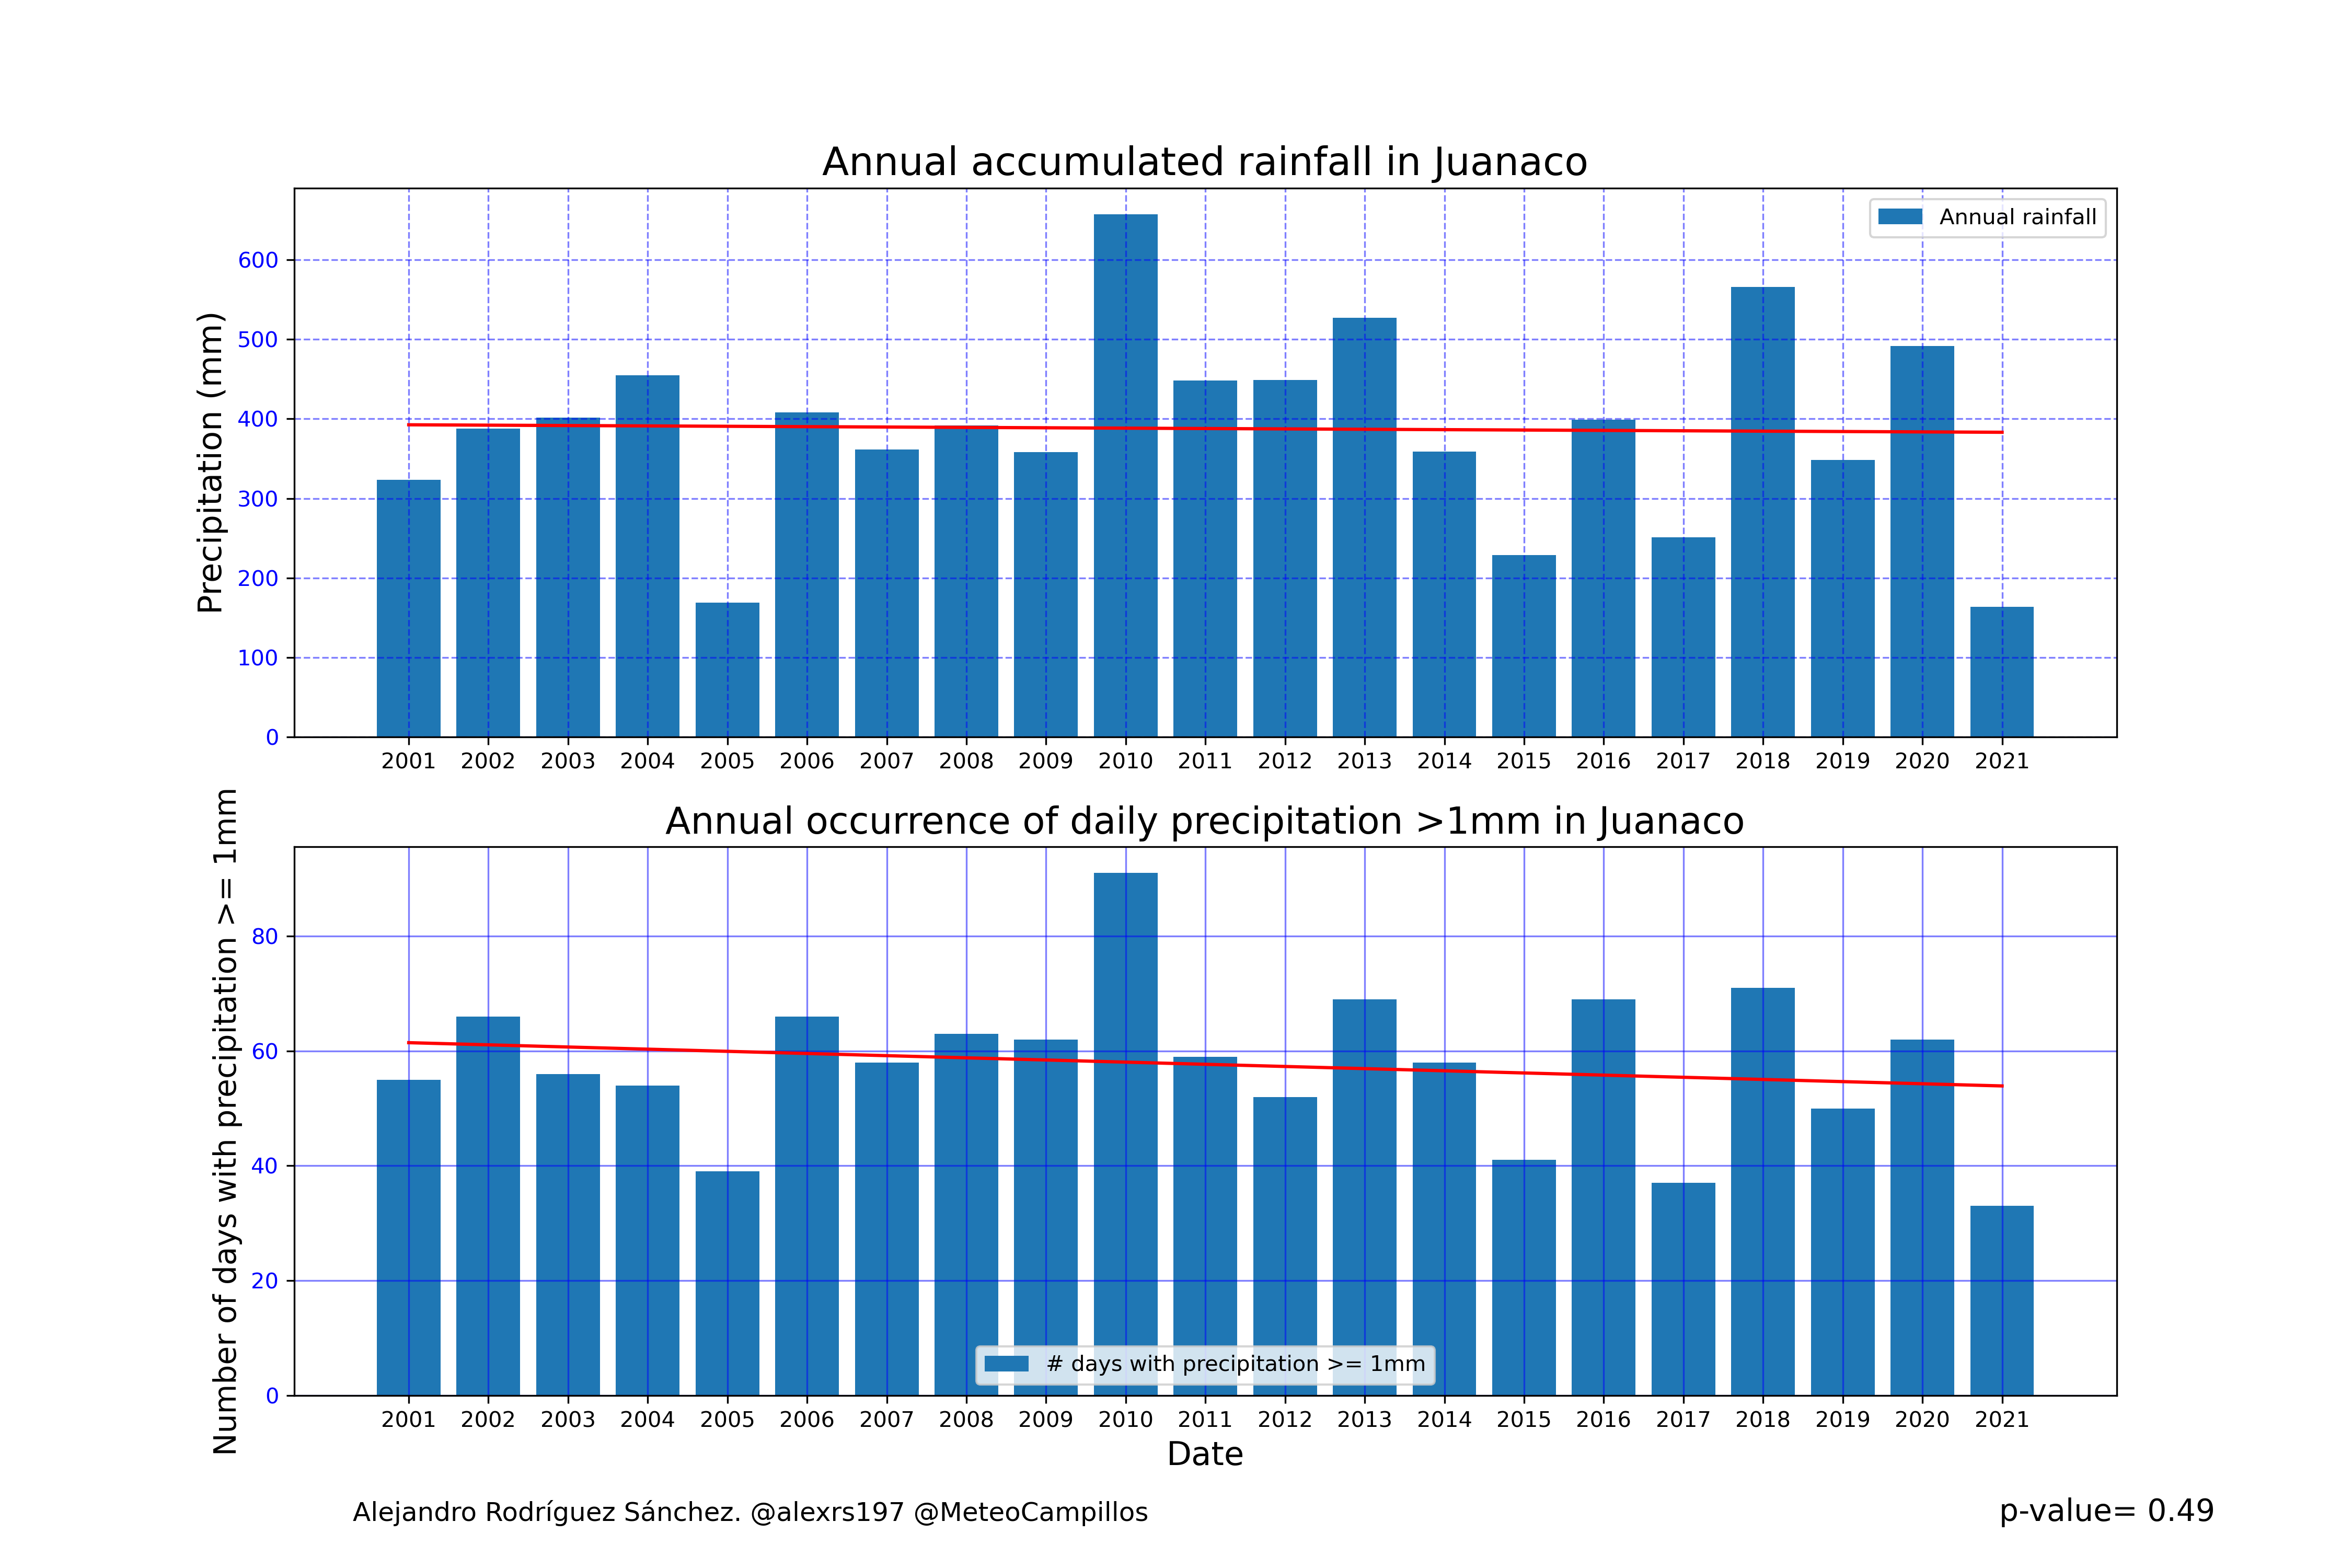 Annual accumulated rainfall in Juanaco
Annual rainfall
Precipitation (mm)
600
500
400
300
200
100
0
2001 2002 2003 2004 2005 2006 2007 2008 2009 2010 2011 2012 2013 2014 2015 2016 2017 2018 2019 2020 2021
Annual occurrence of daily precipitation >1mm in Juanaco
Number of days with precipitation >= 1mm
80
60
40
20
0
# days with precipitation >= 1mm
2001 2002 2003 2004 2005 2006 2007 2008 2009 2010 2011 2012 2013 2014 2015 2016 2017 2018 2019 2020 2021
Date
Alejandro Rodríguez Sánchez. @alexrs197 @MeteoCampillos
p-value= 0.49